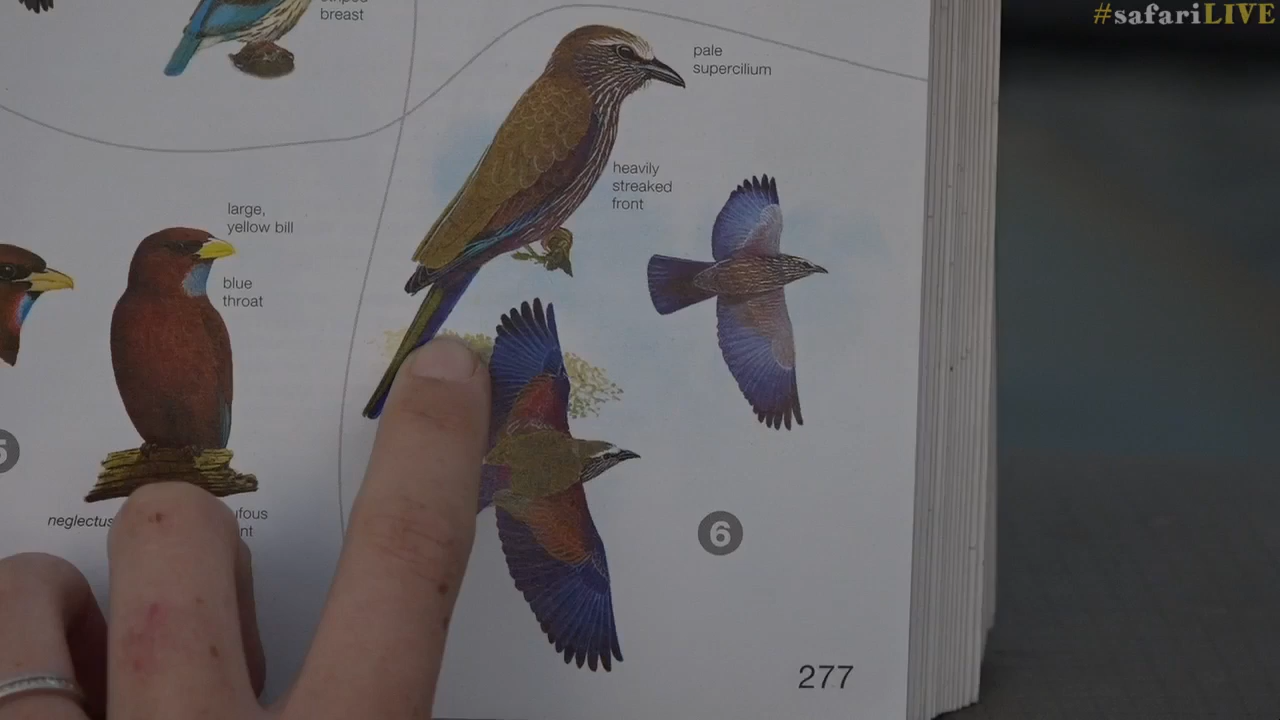 #safariLIVE
breast
pale
supercilium
heavily
streaked
front
large,
yellow bill
blue
throat
neglectus
6
277